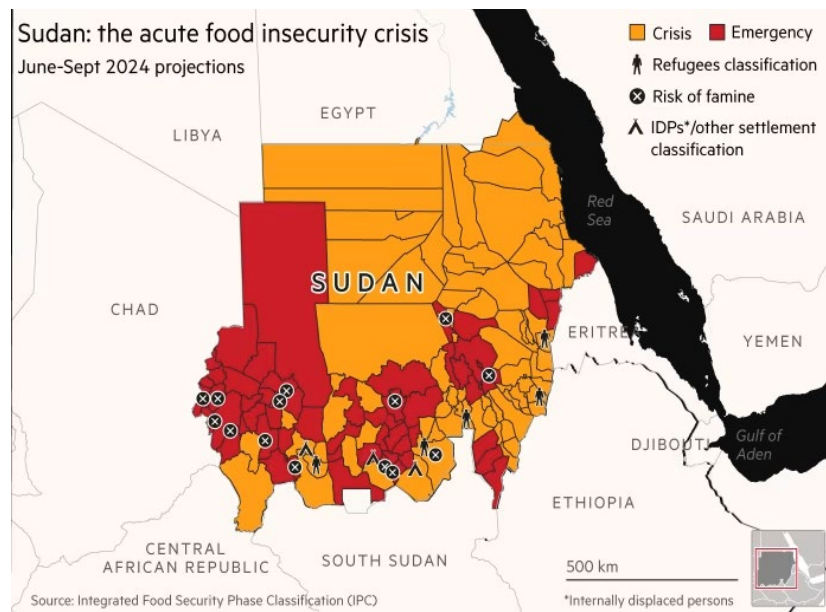 Sudan: the acute food insecurity crisis
June-Sept 2024 projections
Crisis
Emergency
Refugees classification
Risk of famine
IDPs*/other settlement
classification
EGYPT
LIBYA
Red
Sea
SAUDI ARABIA
SUDAN
CHAD
ERITREA
YEMEN
DJIBOUTI
Gulf of
Aden
ETHIOPIA
CENTRAL
AFRICAN REPUBLIC
SOUTH SUDAN
500 km
Source: Integrated Food Security Phase Classification (IPC)
*Internally displaced persons